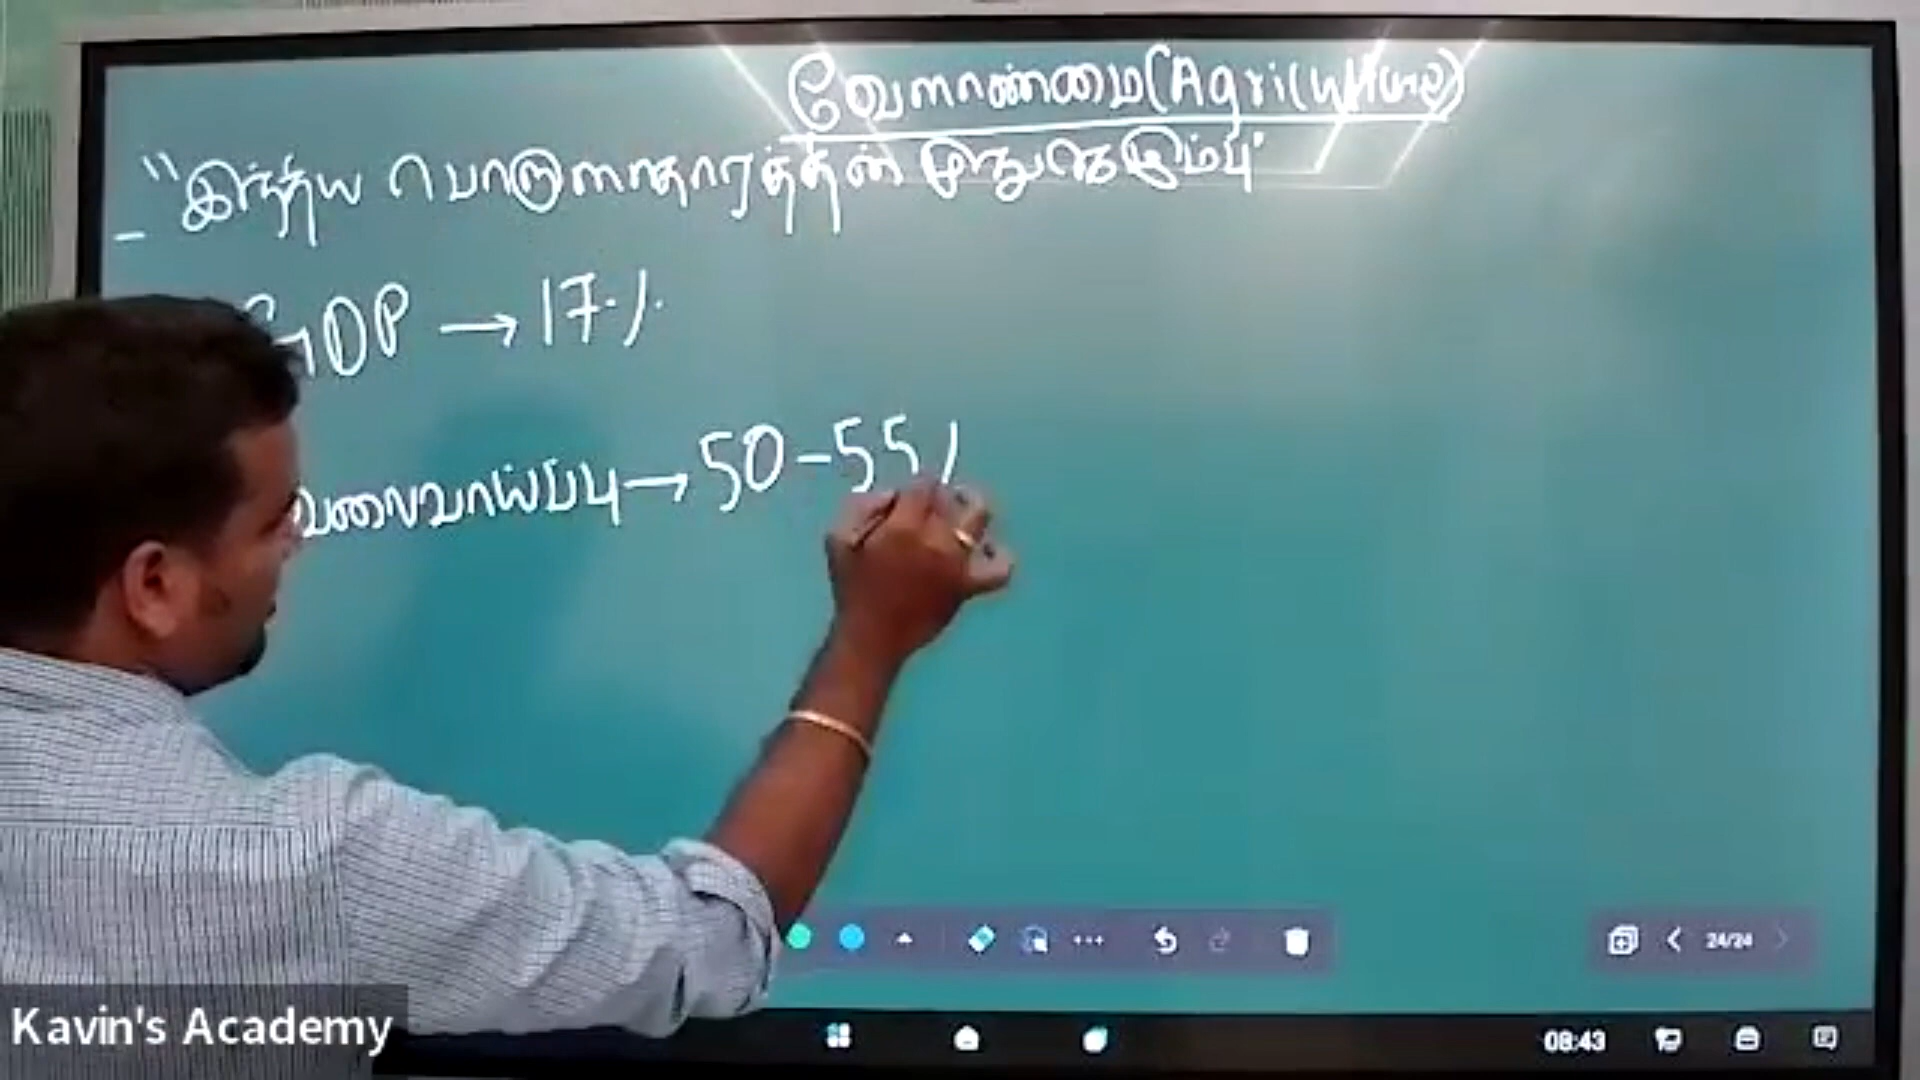 வேளாண்மை (Agriculture)
- "இந்திய பொருளாதாரத்தின் முதுகெலும்பு"
GDP → 17%
வேலைவாய்ப்பு → 50-55%
24/24
Kavin's Academy
08:43